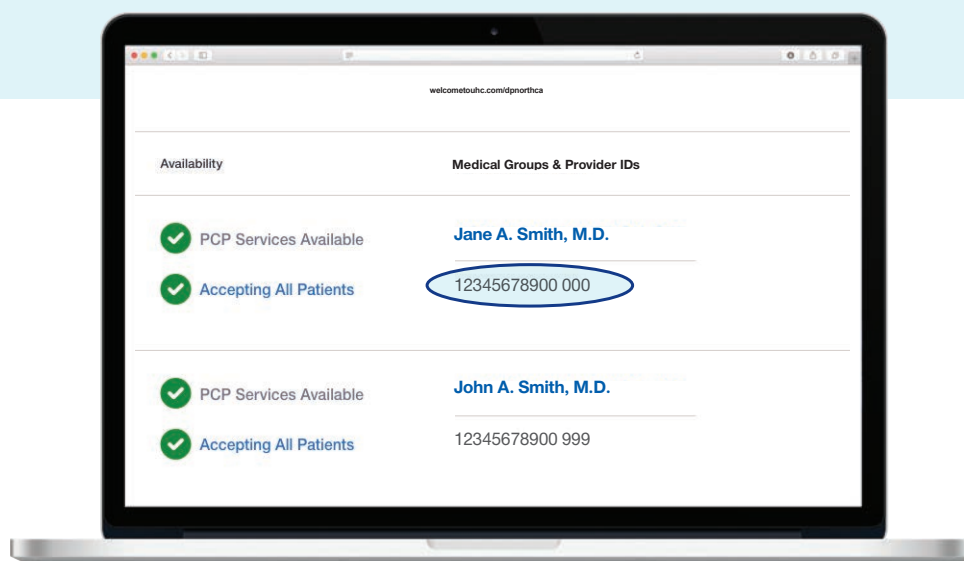 welcometouhc.com/dpnorthca
Availability
Medical Groups & Provider IDs
PCP Services Available
Jane A. Smith, M.D.
Accepting All Patients
12345678900 000
PCP Services Available
John A. Smith, M.D.
Accepting All Patients
12345678900 999